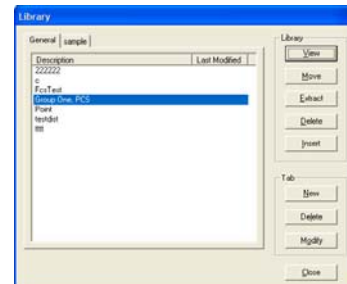 Library
General sample
Description Last Modified
222222
c
FcsTest
Group One, PCS
Point
testdist
tttt
Library
View
Move
Extract
Delete
Insert
Tab
New
Delete
Modify
Close